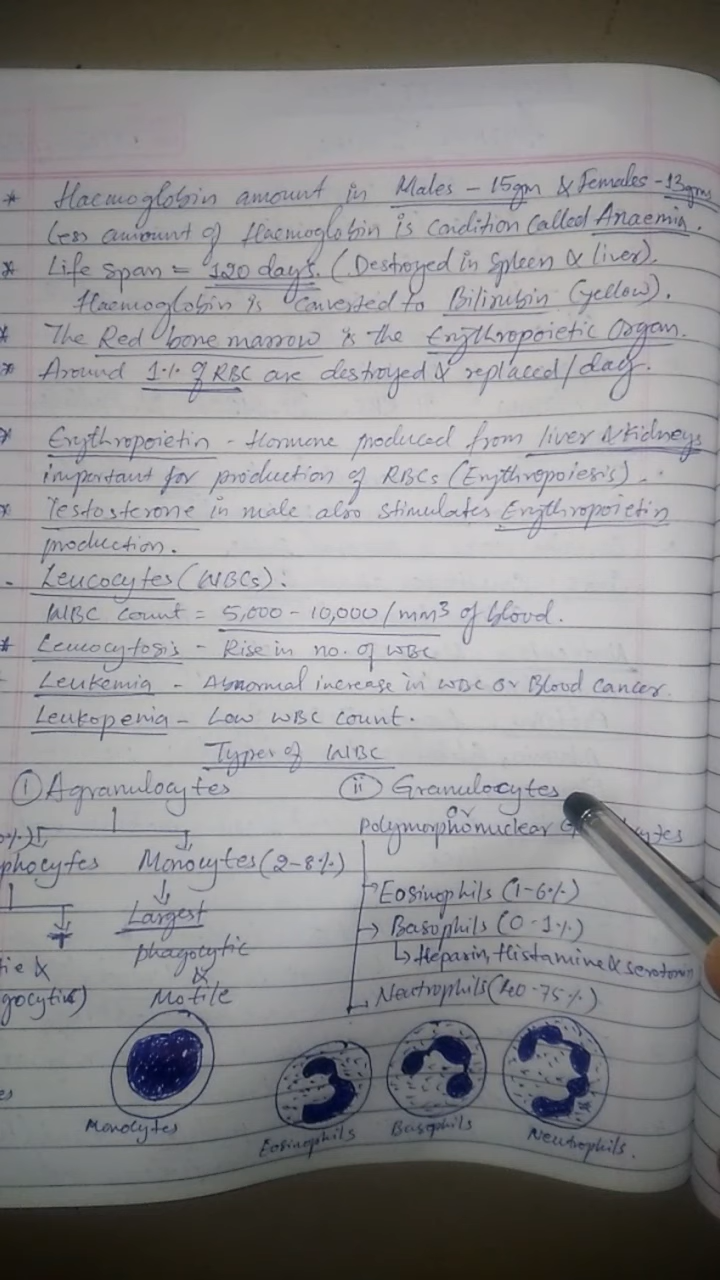 * Haemoglobin amount in Males - 15gm & Females - 13gms
Less amount of Haemoglobin is condition called Anaemia.
* Life Span = 120 days. (Destroyed in Spleen & liver).
Haemoglobin is converted to Bilirubin (yellow).
* The Red bone marrow is the Erythropoietic Organ.
* Around 1% of RBC are destroyed & replaced/day.
* Erythropoietin - Hormone produced from liver & kidneys
important for production of RBCs (Erythropoiesis).
* Testosterone in male also stimulates Erythropoietin
production.
- Leucocytes (WBCs):
WBC count = 5,000 - 10,000/mm3 of blood.
* Leucocytosis - Rise in no. of WBC
- Leukemia - Abnormal increase in WBC or Blood Cancer.
Leukopenia - Low WBC count.
Types of WBC
i Agranulocytes
ii Granulocytes
or
Polymorphonuclear
phocytes Monocytes (2-8%)
Eosinophils (1-6%)
Largest
Basophils (0-1%)
phagocytic
Heparin, Histamine & serotonin
&
Motile
Neutrophils (40-75%)
gocytic)
Monocytes
Eosinophils
Basophils
Neutrophils.